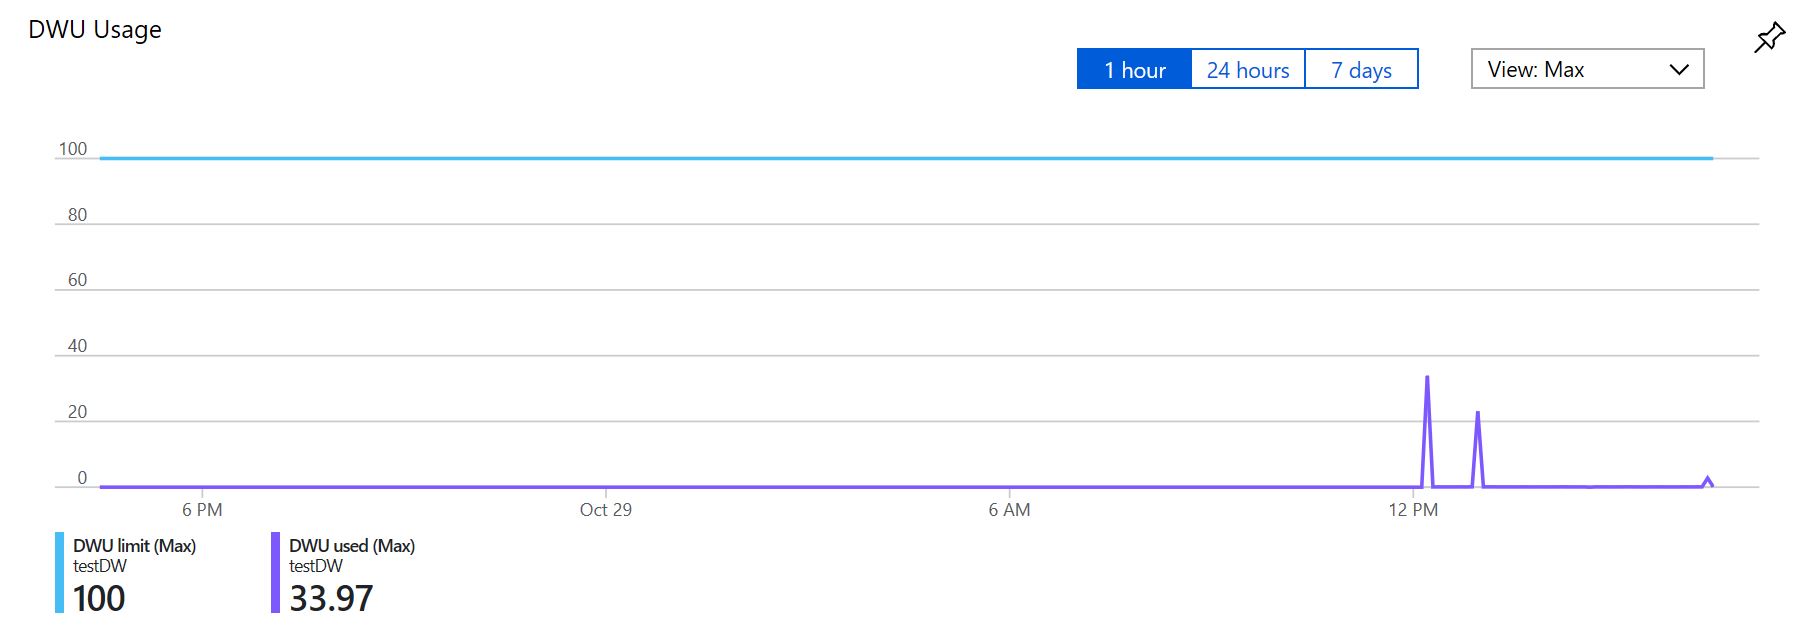 DWU Usage
1 hour 24 hours 7 days View: Max
100
80
60
40
20
0
6 PM Oct 29 6 AM 12 PM
DWU limit (Max)
testDW
100
DWU used (Max)
testDW
33.97